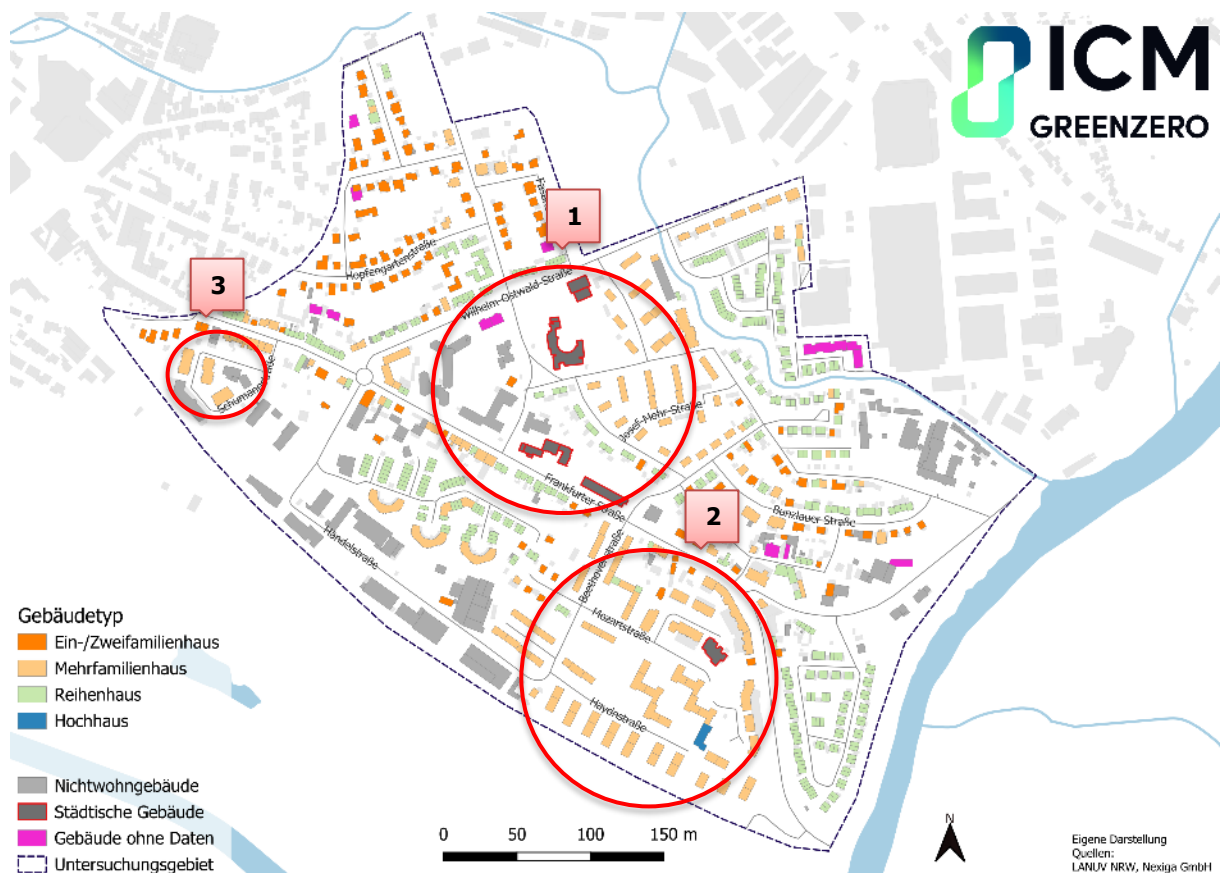 ICM
GREENZERO
1
3
Hopfengartenstraße
Wilhelm-Ostwald-Straße
Josef-Mehr-Straße
Frankfurter-Straße
2
Bunzlauer Straße
Händelstraße
Beethovenstraße
Mozartstraße
Haydnstraße
Gebäudetyp
Ein-/Zweifamilienhaus
Mehrfamilienhaus
Reihenhaus
Hochhaus
Nichtwohngebäude
Städtische Gebäude
Gebäude ohne Daten
Untersuchungsgebiet
0 50 100 150 m
N
Eigene Darstellung
Quellen:
LANUV NRW, Nexiga GmbH